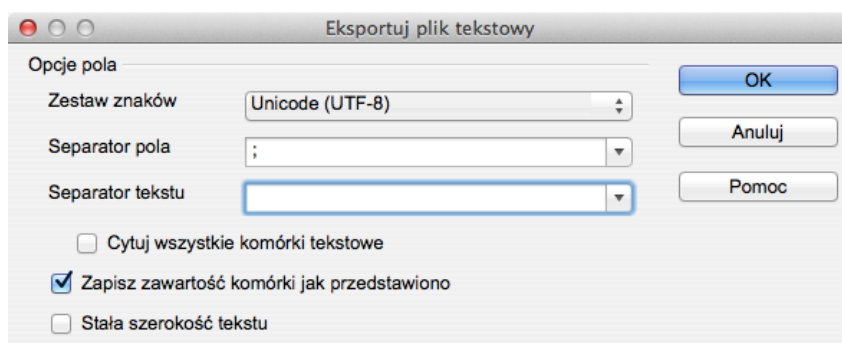 Eksportuj plik tekstowy
Opcje pola
OK
Zestaw znaków Unicode (UTF-8)
Anuluj
Separator pola ;
Pomoc
Separator tekstu
Cytuj wszystkie komórki tekstowe
Zapisz zawartość komórki jak przedstawiono
Stała szerokość tekstu